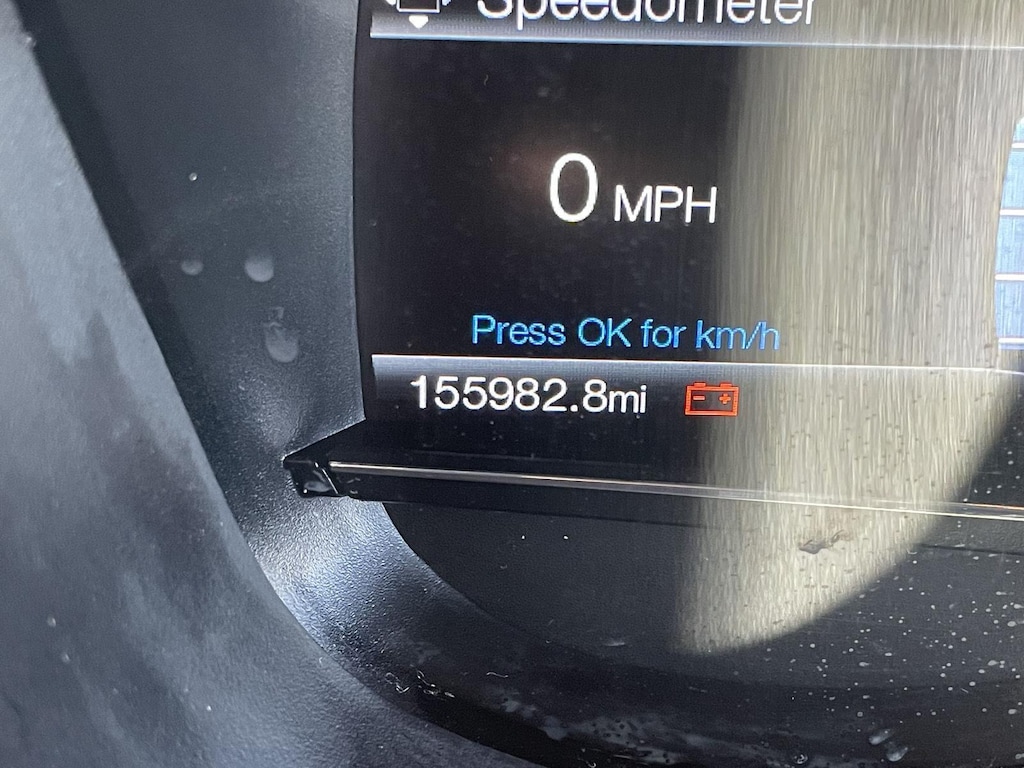 Speedometer
0 MPH
Press OK for km/h
155982.8mi